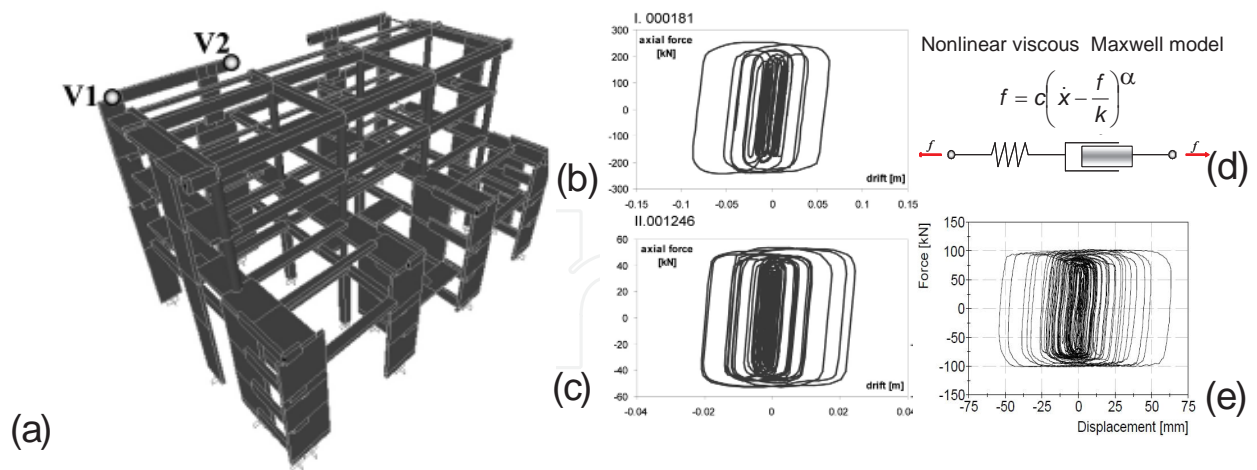 V1
V2
(a)
I. 000181
axial force
[kN]
300
200
100
0
-100
-200
-300
drift [m]
-0.15
-0.1
-0.05
0
0.05
0.1
0.15
(b)
II.001246
axial force
[kN]
60
40
20
0
-20
-40
-60
drift [m]
-0.04
-0.02
0
0.02
0.04
(c)
Nonlinear viscous Maxwell model
f = c(ẋ - f/k)^α
f
f
(d)
Force [kN]
150
100
50
0
-50
-100
-150
-75
-50
-25
0
25
50
75
Displacement [mm]
(e)